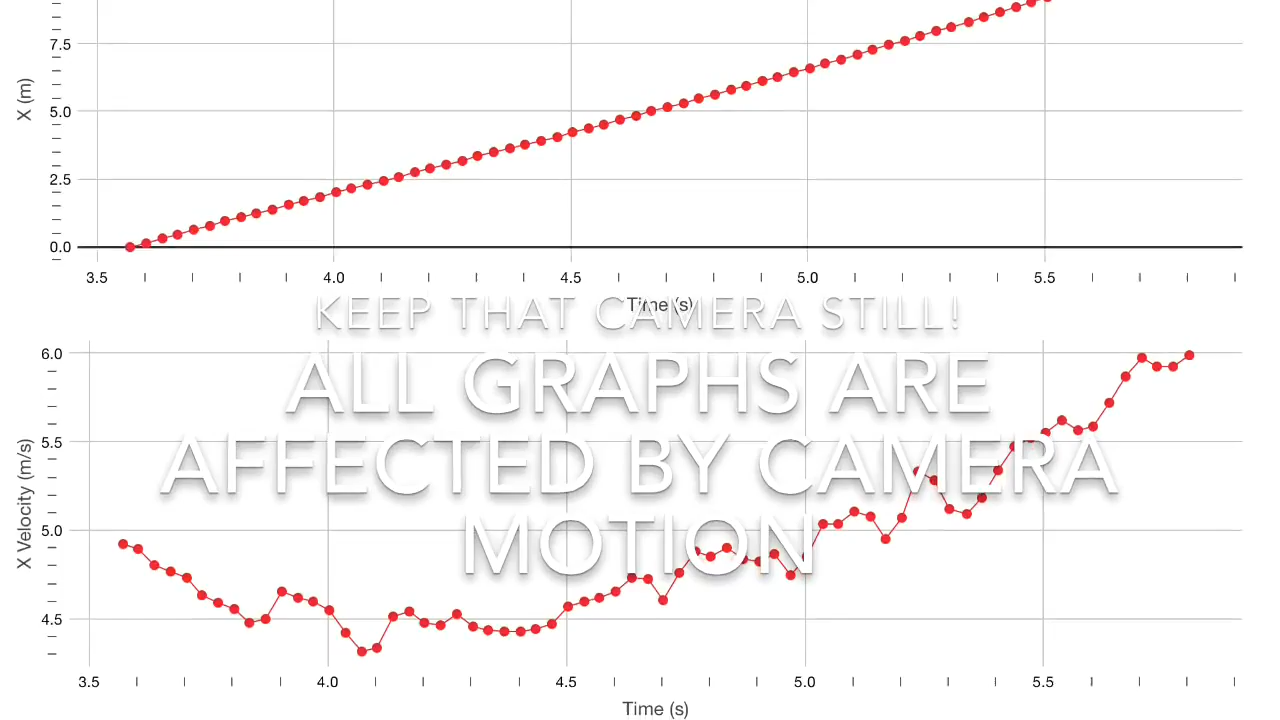 7.5
X (m)
5.0
2.5
0.0
3.5 4.0 4.5 5.0 5.5
Time (s)
KEEP THAT CAMERA STILL!
ALL GRAPHS ARE
AFFECTED BY CAMERA
MOTION
6.0
5.5
X Velocity (m/s)
5.0
4.5
3.5 4.0 4.5 5.0 5.5
Time (s)